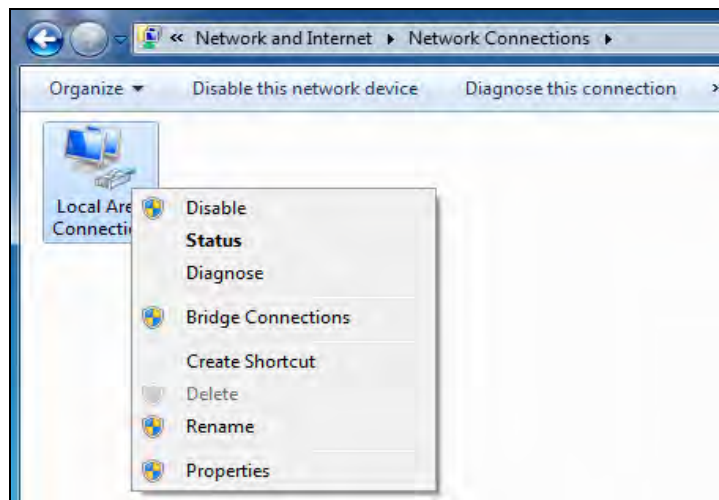 « Network and Internet ▸ Network Connections ▸
Organize ▾ Disable this network device Diagnose this connection »
Local Are
Connecti
Disable
Status
Diagnose
Bridge Connections
Create Shortcut
Delete
Rename
Properties